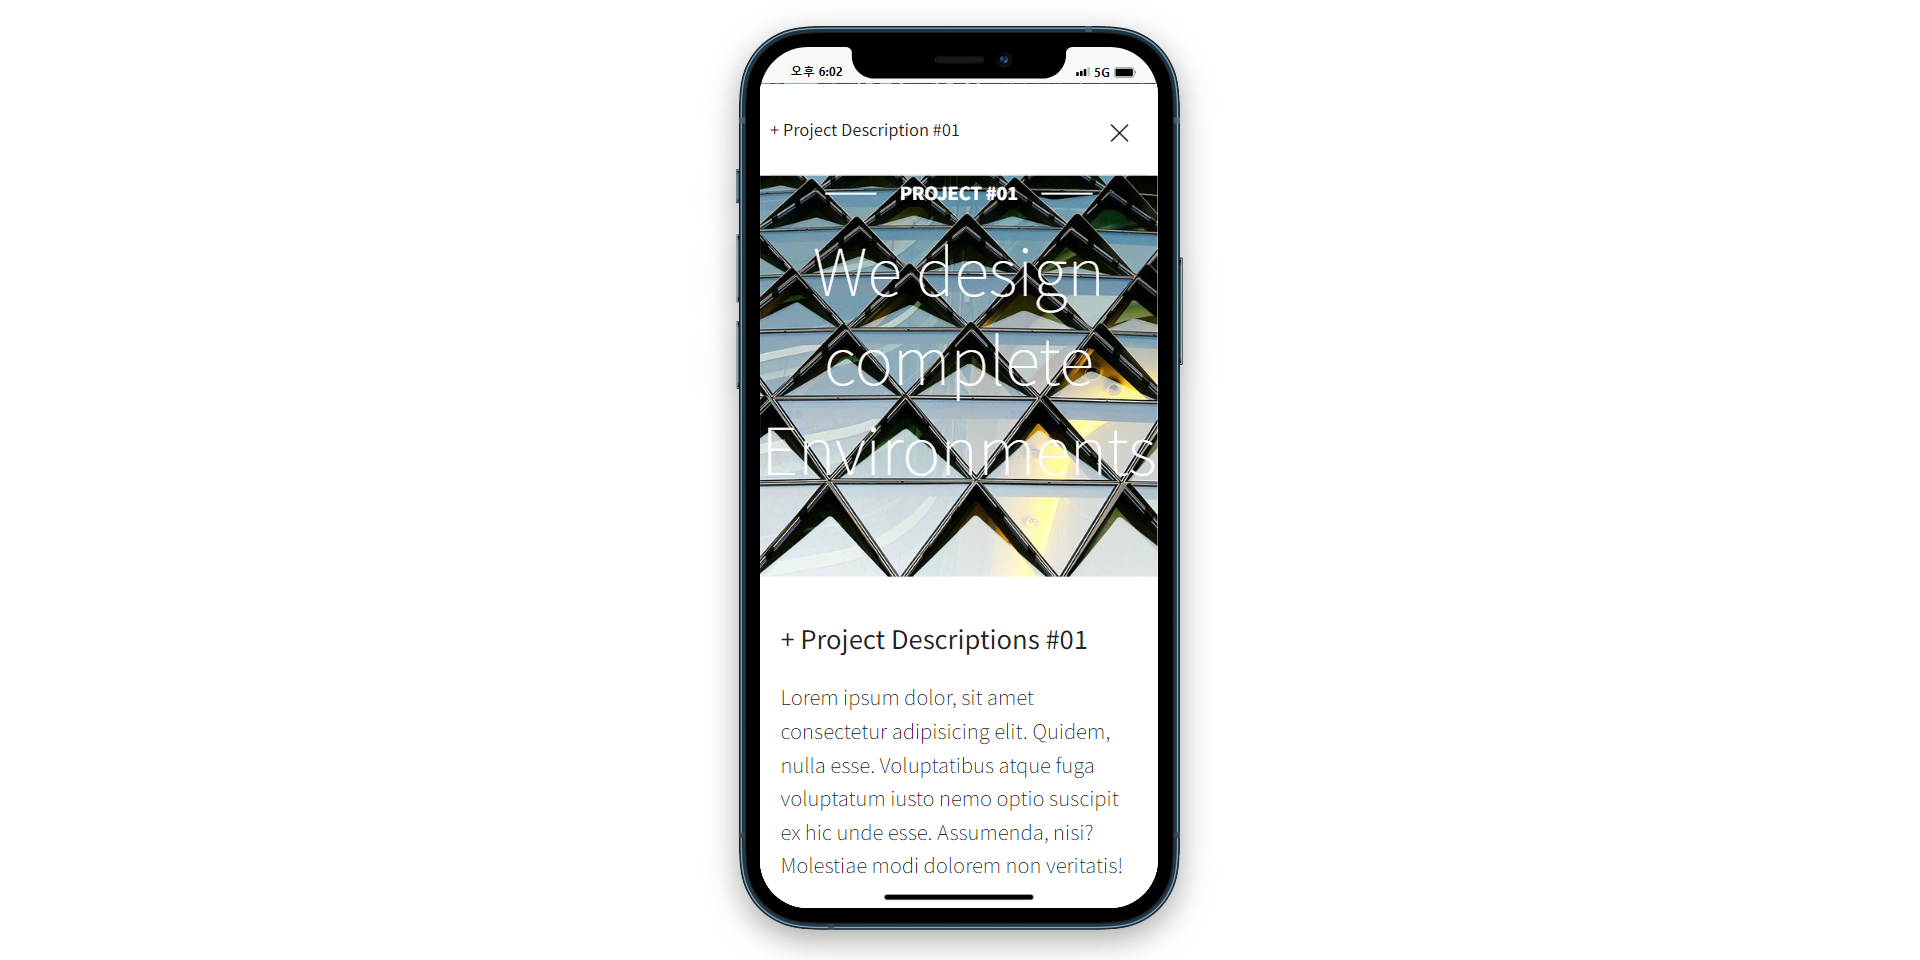 오후 6:02
5G
+ Project Description #01
PROJECT #01
We design
complete
Environments
+ Project Descriptions #01
Lorem ipsum dolor, sit amet
consectetur adipisicing elit. Quidem,
nulla esse. Voluptatibus atque fuga
voluptatum iusto nemo optio suscipit
ex hic unde esse. Assumenda, nisi?
Molestiae modi dolorem non veritatis!